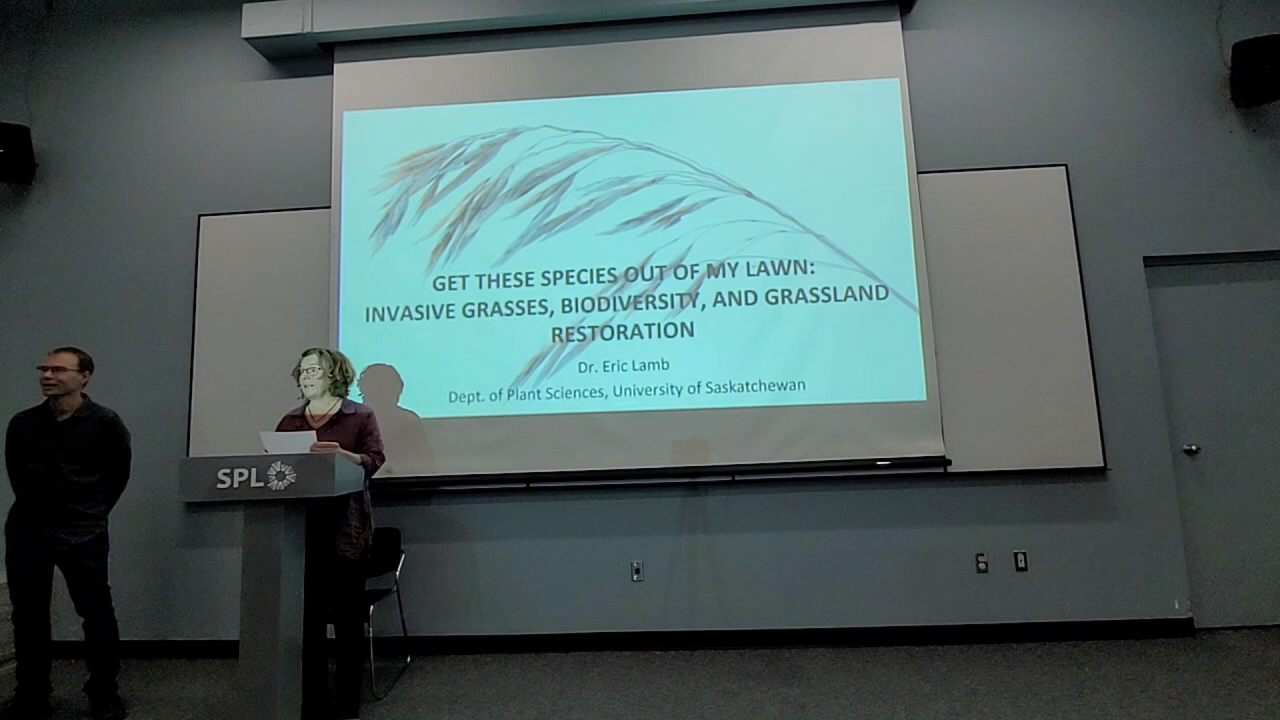 GET THESE SPECIES OUT OF MY LAWN:
INVASIVE GRASSES, BIODIVERSITY, AND GRASSLAND
RESTORATION
Dr. Eric Lamb
Dept. of Plant Sciences, University of Saskatchewan
SPL